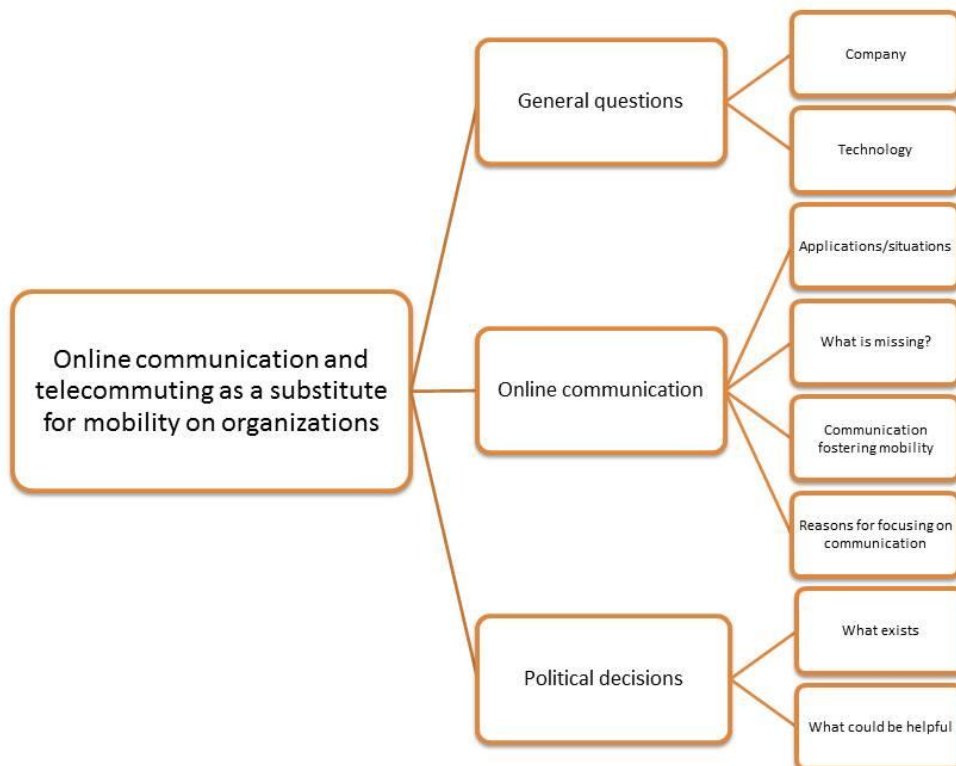 Online communication and
telecommuting as a substitute
for mobility on organizations
General questions
Company
Technology
Online communication
Applications/situations
What is missing?
Communication
fostering mobility
Reasons for focusing on
communication
Political decisions
What exists
What could be helpful